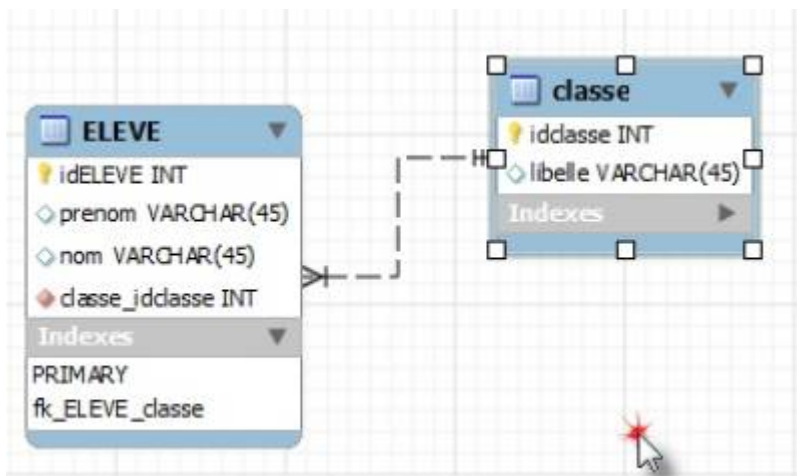 ELEVE
idELEVE INT
prenom VARCHAR(45)
nom VARCHAR(45)
classe_idclasse INT
Indexes
PRIMARY
fk_ELEVE_classe
classe
idclasse INT
libelle VARCHAR(45)
Indexes